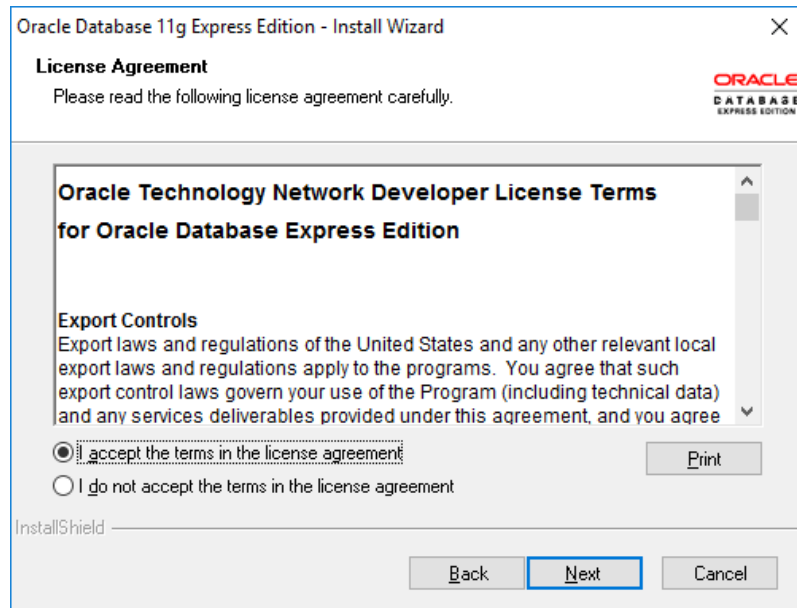 Oracle Database 11g Express Edition - Install Wizard
License Agreement
Please read the following license agreement carefully.
ORACLE
DATABASE
EXPRESS EDITION
Oracle Technology Network Developer License Terms
for Oracle Database Express Edition
Export Controls
Export laws and regulations of the United States and any other relevant local
export laws and regulations apply to the programs.  You agree that such
export control laws govern your use of the Program (including technical data)
and any services deliverables provided under this agreement, and you agree
I accept the terms in the license agreement
Print
I do not accept the terms in the license agreement
InstallShield
Back
Next
Cancel